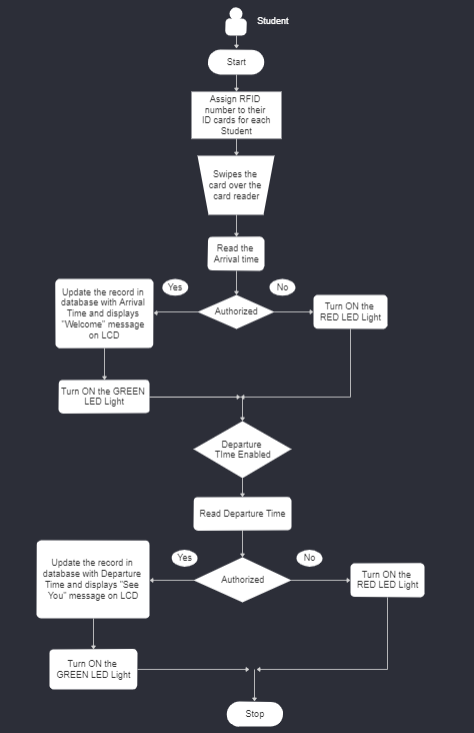 Student
Start
Assign RFID
number to their
ID cards for each
Student
Swipes the
card over the
card reader
Read the
Arrival time
Yes
No
Update the record in
database with Arrival
Time and displays
"Welcome" message
on LCD
Authorized
Turn ON the
RED LED Light
Turn ON the GREEN
LED Light
Departure
TIme Enabled
Read Departure Time
Yes
No
Update the record in
database with Departure
Time and displays "See
You" message on LCD
Authorized
Turn ON the
RED LED Light
Turn ON the
GREEN LED Light
Stop